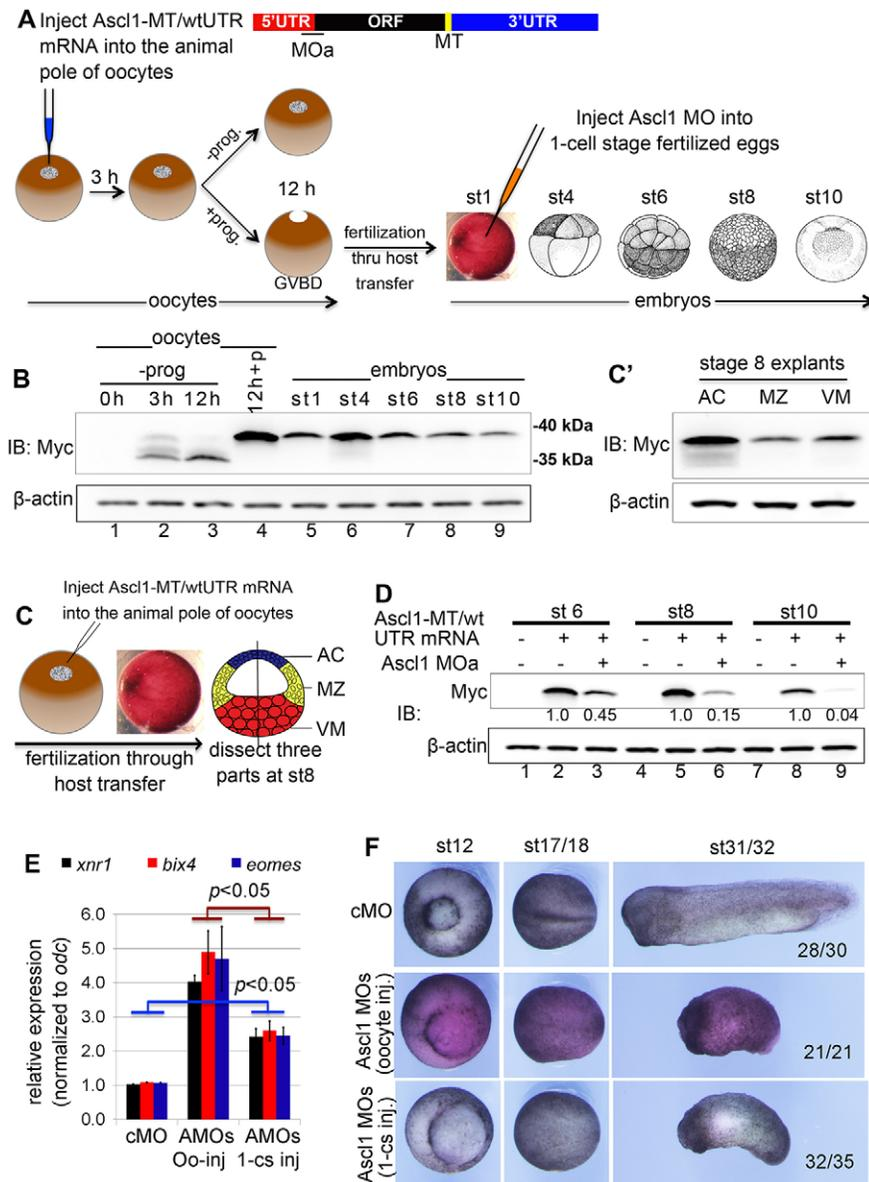 A
Inject Ascl1-MT/wtUTR
mRNA into the animal
pole of oocytes
5'UTR ORF 3'UTR
MOa MT
3 h
-prog.
+prog.
12 h
GVBD
fertilization
thru host
transfer
Inject Ascl1 MO into
1-cell stage fertilized eggs
st1 st4 st6 st8 st10
oocytes
embryos
B
oocytes
-prog
0h 3h 12h 12h+p
embryos
st1 st4 st6 st8 st10
IB: Myc
-40 kDa
-35 kDa
β-actin
1 2 3 4 5 6 7 8 9
C'
stage 8 explants
AC MZ VM
IB: Myc
β-actin
C
Inject Ascl1-MT/wtUTR mRNA
into the animal pole of oocytes
AC
MZ
VM
fertilization through
host transfer
dissect three
parts at st8
D
Ascl1-MT/wt
UTR mRNA
st 6 st8 st10
- + + - + + - + +
Ascl1 MOa
- - + - - + - - +
Myc
IB:
1.0 0.45 1.0 0.15 1.0 0.04
β-actin
1 2 3 4 5 6 7 8 9
E
xnr1 bix4 eomes
p<0.05
p<0.05
relative expression
(normalized to odc)
6.0
5.0
4.0
3.0
2.0
1.0
0.0
cMO AMOs AMOs
Oo-inj 1-cs inj
F
st12 st17/18 st31/32
cMO
28/30
Ascl1 MOs
(oocyte inj.)
21/21
Ascl1 MOs
(1-cs inj.)
32/35